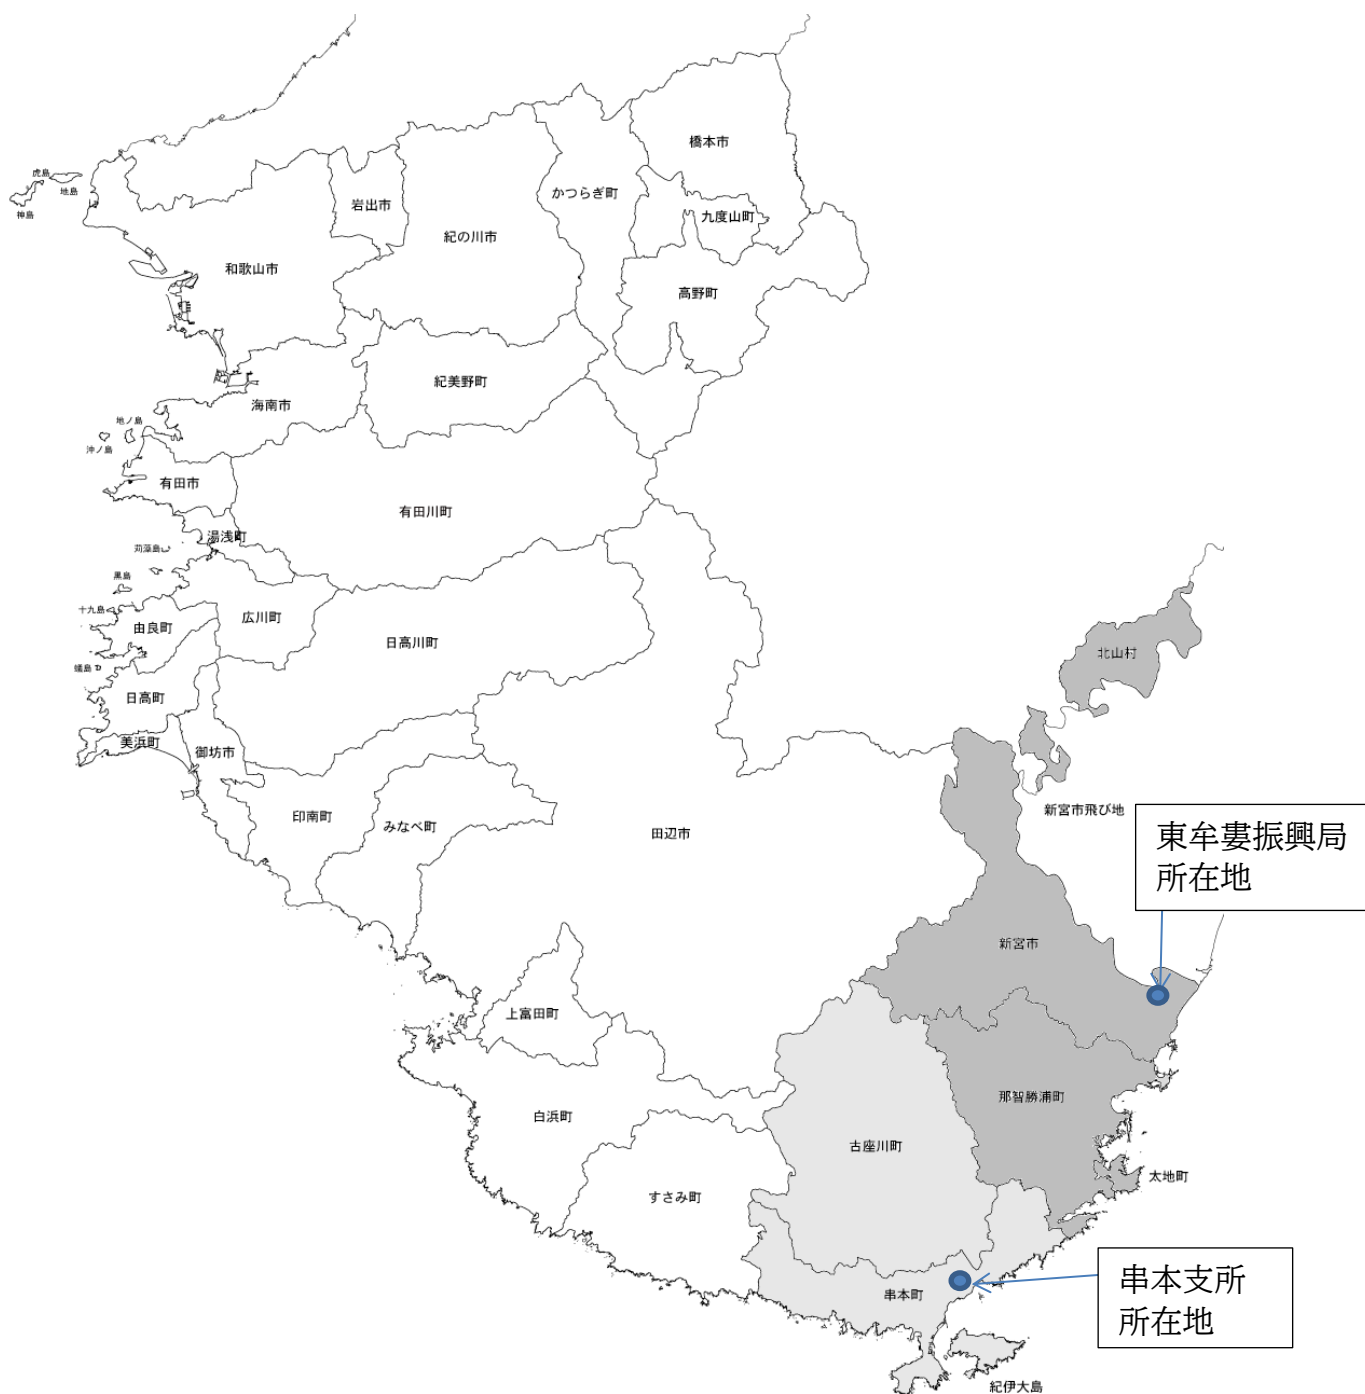 橋本市
虎島
地島
神島
岩出市
かつらぎ町
九度山町
紀の川市
和歌山市
高野町
紀美野町
海南市
地ノ島
沖ノ島
有田市
有田川町
湯浅町
苅藻島
黒島
十九島
由良町
広川町
日高川町
北山村
蟻島
日高町
美浜町
御坊市
印南町
みなべ町
田辺市
新宮市飛び地
東牟婁振興局
所在地
新宮市
上富田町
那智勝浦町
白浜町
古座川町
太地町
すさみ町
串本町
串本支所
所在地
紀伊大島